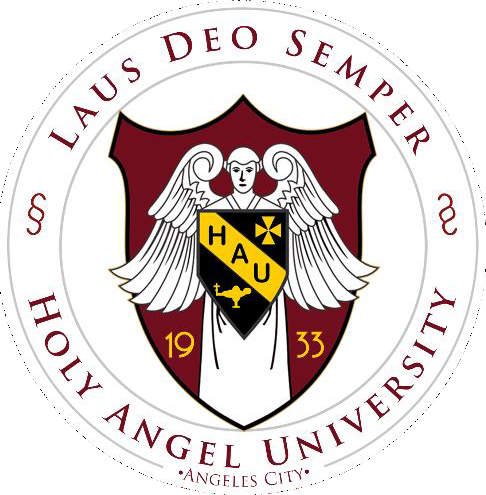 LAUS DEO SEMPER
HAU
19 33
HOLY ANGEL UNIVERSITY
•ANGELES CITY•